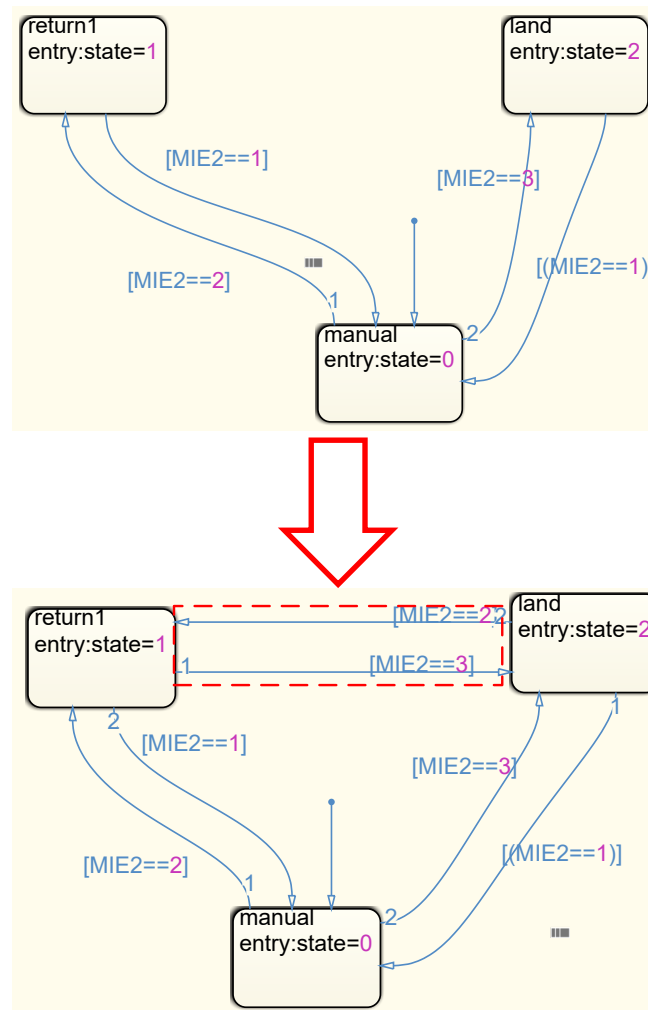 return1
entry:state=1
land
entry:state=2
[MIE2==1]
[MIE2==3]
[MIE2==2]
[(MIE2==1)
1
2
manual
entry:state=0
return1
entry:state=1
[MIE2==2]
2
land
entry:state=2
1
[MIE2==3]
2
[MIE2==1]
1
[MIE2==3]
[MIE2==2]
[(MIE2==1)]
1
2
manual
entry:state=0